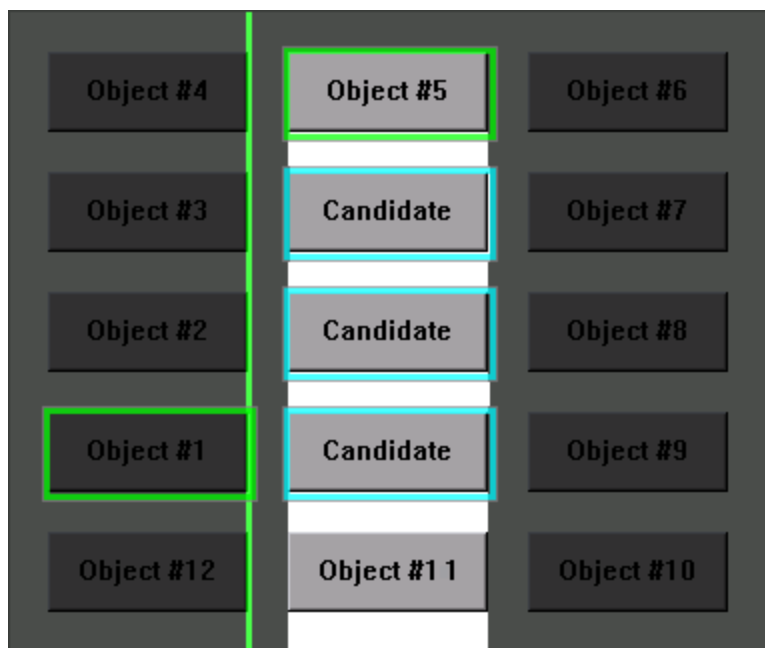 Object #4
Object #5
Object #6
Object #3
Candidate
Object #7
Object #2
Candidate
Object #8
Object #1
Candidate
Object #9
Object #12
Object #11
Object #10